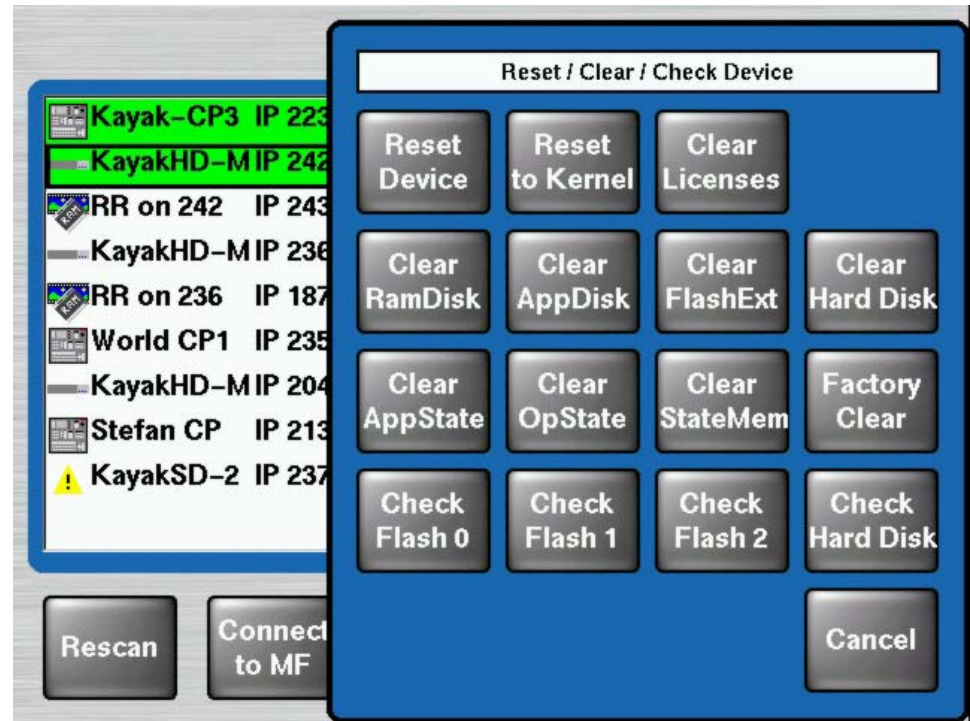 Reset / Clear / Check Device
Kayak-CP3 IP 223
KayakHD-M IP 242
RR on 242 IP 243
KayakHD-M IP 236
RR on 236 IP 187
World CP1 IP 235
KayakHD-M IP 204
Stefan CP IP 213
KayakSD-2 IP 237
Reset
Device
Reset
to Kernel
Clear
Licenses
Clear
RamDisk
Clear
AppDisk
Clear
FlashExt
Clear
Hard Disk
Clear
AppState
Clear
OpState
Clear
StateMem
Factory
Clear
Check
Flash 0
Check
Flash 1
Check
Flash 2
Check
Hard Disk
Rescan
Connect
to MF
Cancel